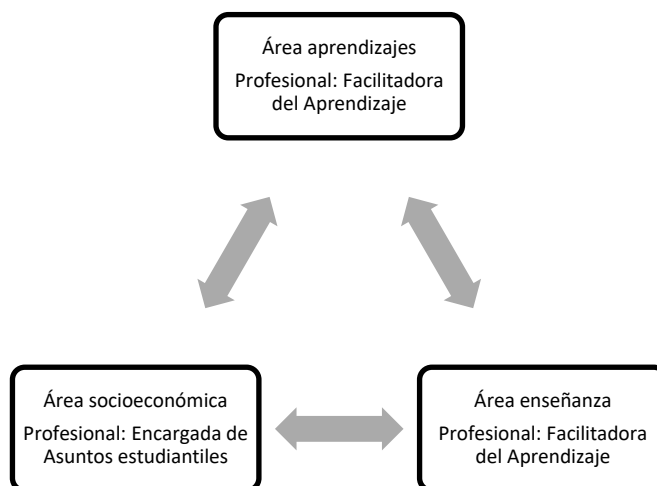 Área aprendizajes
Profesional: Facilitadora
del Aprendizaje
Área socioeconómica
Profesional: Encargada de
Asuntos estudiantiles
Área enseñanza
Profesional: Facilitadora
del Aprendizaje